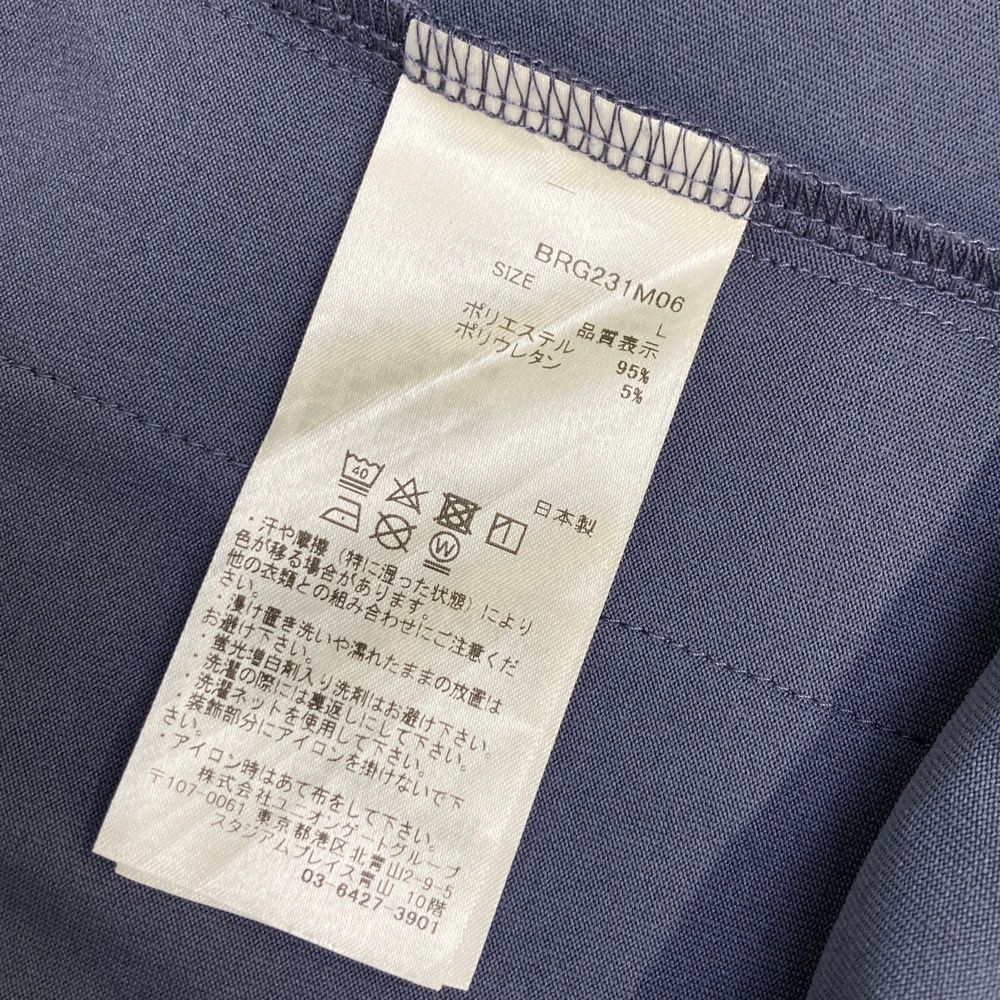 BRG231M06
SIZE L
品質表示
ポリエステル 95%
ポリウレタン 5%
40
W
日本製
・汗や摩擦（特に湿った状態）により
色が移る場合があります。
他の衣類との組み合わせにご注意くだ
さい。
・浸け置き洗いや濡れたままの放置は
お避け下さい。
・蛍光増白剤入り洗剤はお避け下さい。
・洗濯の際には裏返しにして下さい。
・洗濯ネットを使用して下さい。
・装飾部分にアイロンを掛けないで下
さい。
・アイロン時はあて布をして下さい。
株式会社ユニオンゲートグループ
〒107-0061 東京都港区北青山2-9-5
スタジアムプレイス青山 10階
03-6427-3901